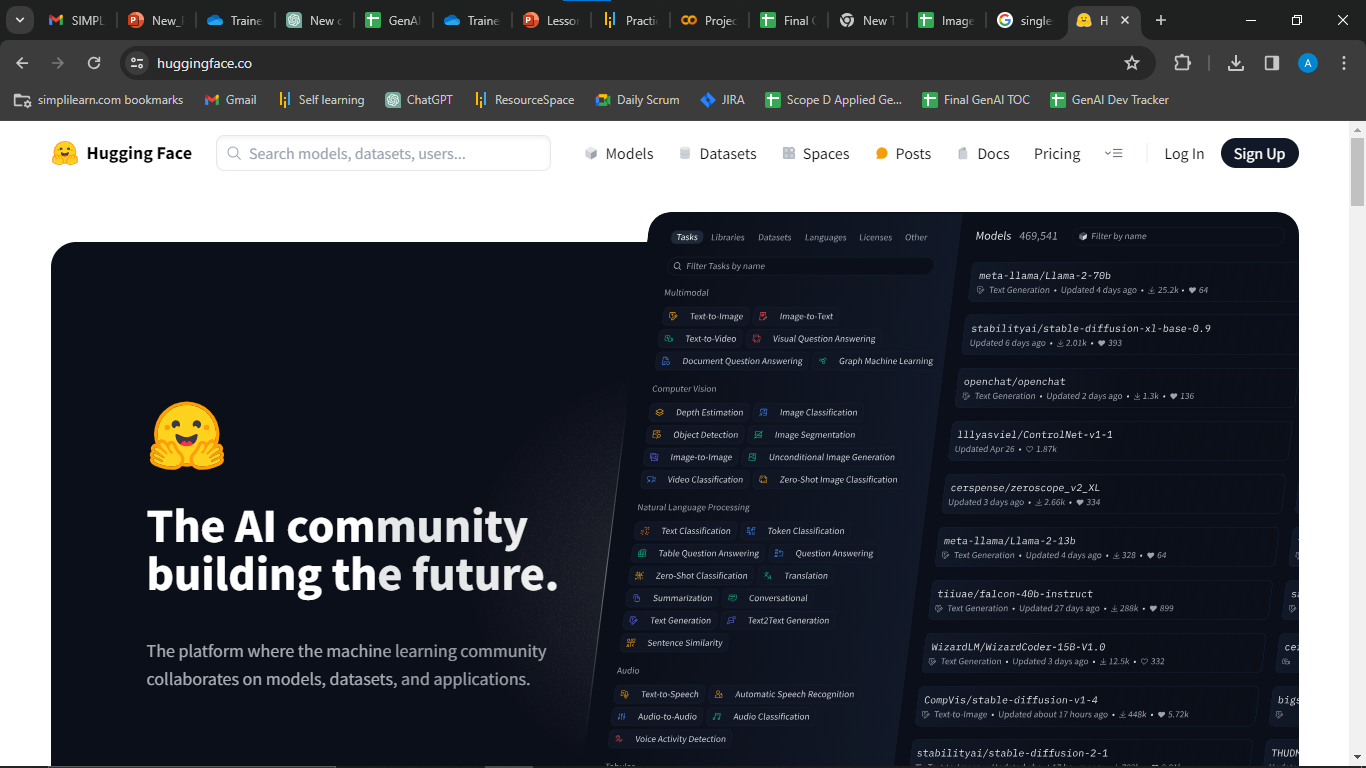 SIMPL
New_
Traine
New c
GenAI
Traine
Lesso
Practi
Projec
Final
New T
Image
single
H
huggingface.co
A
simplilearn.com bookmarks
Gmail
Self learning
ChatGPT
ResourceSpace
Daily Scrum
JIRA
Scope D Applied Ge...
Final GenAI TOC
GenAI Dev Tracker
Hugging Face
Search models, datasets, users...
Models
Datasets
Spaces
Posts
Docs
Pricing
Log In
Sign Up
The AI community
building the future.
The platform where the machine learning community
collaborates on models, datasets, and applications.
Tasks Libraries Datasets Languages Licenses Other
Filter Tasks by name
Multimodal
Text-to-Image Image-to-Text
Text-to-Video Visual Question Answering
Document Question Answering Graph Machine Learning
Computer Vision
Depth Estimation Image Classification
Object Detection Image Segmentation
Image-to-Image Unconditional Image Generation
Video Classification Zero-Shot Image Classification
Natural Language Processing
Text Classification Token Classification
Table Question Answering Question Answering
Zero-Shot Classification Translation
Summarization Conversational
Text Generation Text2Text Generation
Sentence Similarity
Audio
Text-to-Speech Automatic Speech Recognition
Audio-to-Audio Audio Classification
Voice Activity Detection
Models 469,541 Filter by name
meta-llama/Llama-2-70b
Text Generation • Updated 4 days ago • 25.2k • 64
stabilityai/stable-diffusion-xl-base-0.9
Updated 6 days ago • 2.01k • 393
openchat/openchat
Text Generation • Updated 2 days ago • 1.3k • 136
lllyasviel/ControlNet-v1-1
Updated Apr 26 • 1.87k
cerspense/zeroscope_v2_XL
Updated 3 days ago • 2.66k • 334
meta-llama/Llama-2-13b
Text Generation • Updated 4 days ago • 328 • 64
tiiuae/falcon-40b-instruct
Text Generation • Updated 27 days ago • 288k • 899
WizardLM/WizardCoder-15B-V1.0
Text Generation • Updated 3 days ago • 12.5k • 332
CompVis/stable-diffusion-v1-4
Text-to-Image • Updated about 17 hours ago • 448k • 5.72k
stabilityai/stable-diffusion-2-1
bigs
THUDM